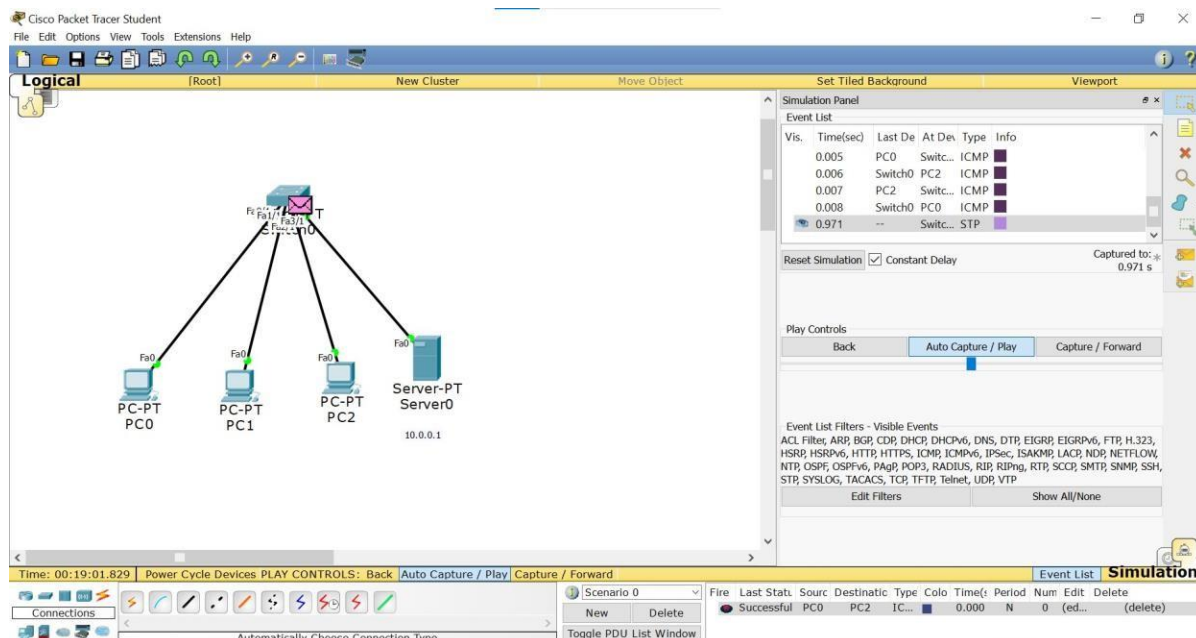 Cisco Packet Tracer Student
File Edit Options View Tools Extensions Help
Logical [Root] New Cluster Move Object Set Tiled Background Viewport
Simulation Panel
Event List
Vis. Time(sec) Last De At Dev Type Info
0.005 PC0 Switc... ICMP
0.006 Switch0 PC2 ICMP
0.007 PC2 Switc... ICMP
0.008 Switch0 PC0 ICMP
0.971 -- Switc... STP
Reset Simulation Constant Delay Captured to: *
0.971 s
Play Controls
Back Auto Capture / Play Capture / Forward
Event List Filters - Visible Events
ACL Filter, ARP, BGP, CDP, DHCP, DHCPv6, DNS, DTP, EIGRP, EIGRPv6, FTP, H.323,
HSRP, HSRPv6, HTTP, HTTPS, ICMP, ICMPv6, IPSec, ISAKMP, LACP, NDP, NETFLOW,
NTP, OSPF, OSPFv6, PAgP, POP3, RADIUS, RIP, RIPng, RTP, SCCP, SMTP, SNMP, SSH,
STP, SYSLOG, TACACS, TCP, TFTP, Telnet, UDP, VTP
Edit Filters Show All/None
Fa1/1
Fa3/1
Fa0
Fa0
Fa0
Fa0
PC-PT
PC0
PC-PT
PC1
PC-PT
PC2
Server-PT
Server0
10.0.0.1
Time: 00:19:01.829 Power Cycle Devices PLAY CONTROLS: Back Auto Capture / Play Capture / Forward Event List Simulation
Connections
Automatically Choose Connection Type
Scenario 0
New Delete
Toggle PDU List Window
Fire Last Statu Sourc Destinatic Type Colo Time(s Period Num Edit Delete
Successful PC0 PC2 IC... 0.000 N 0 (ed... (delete)